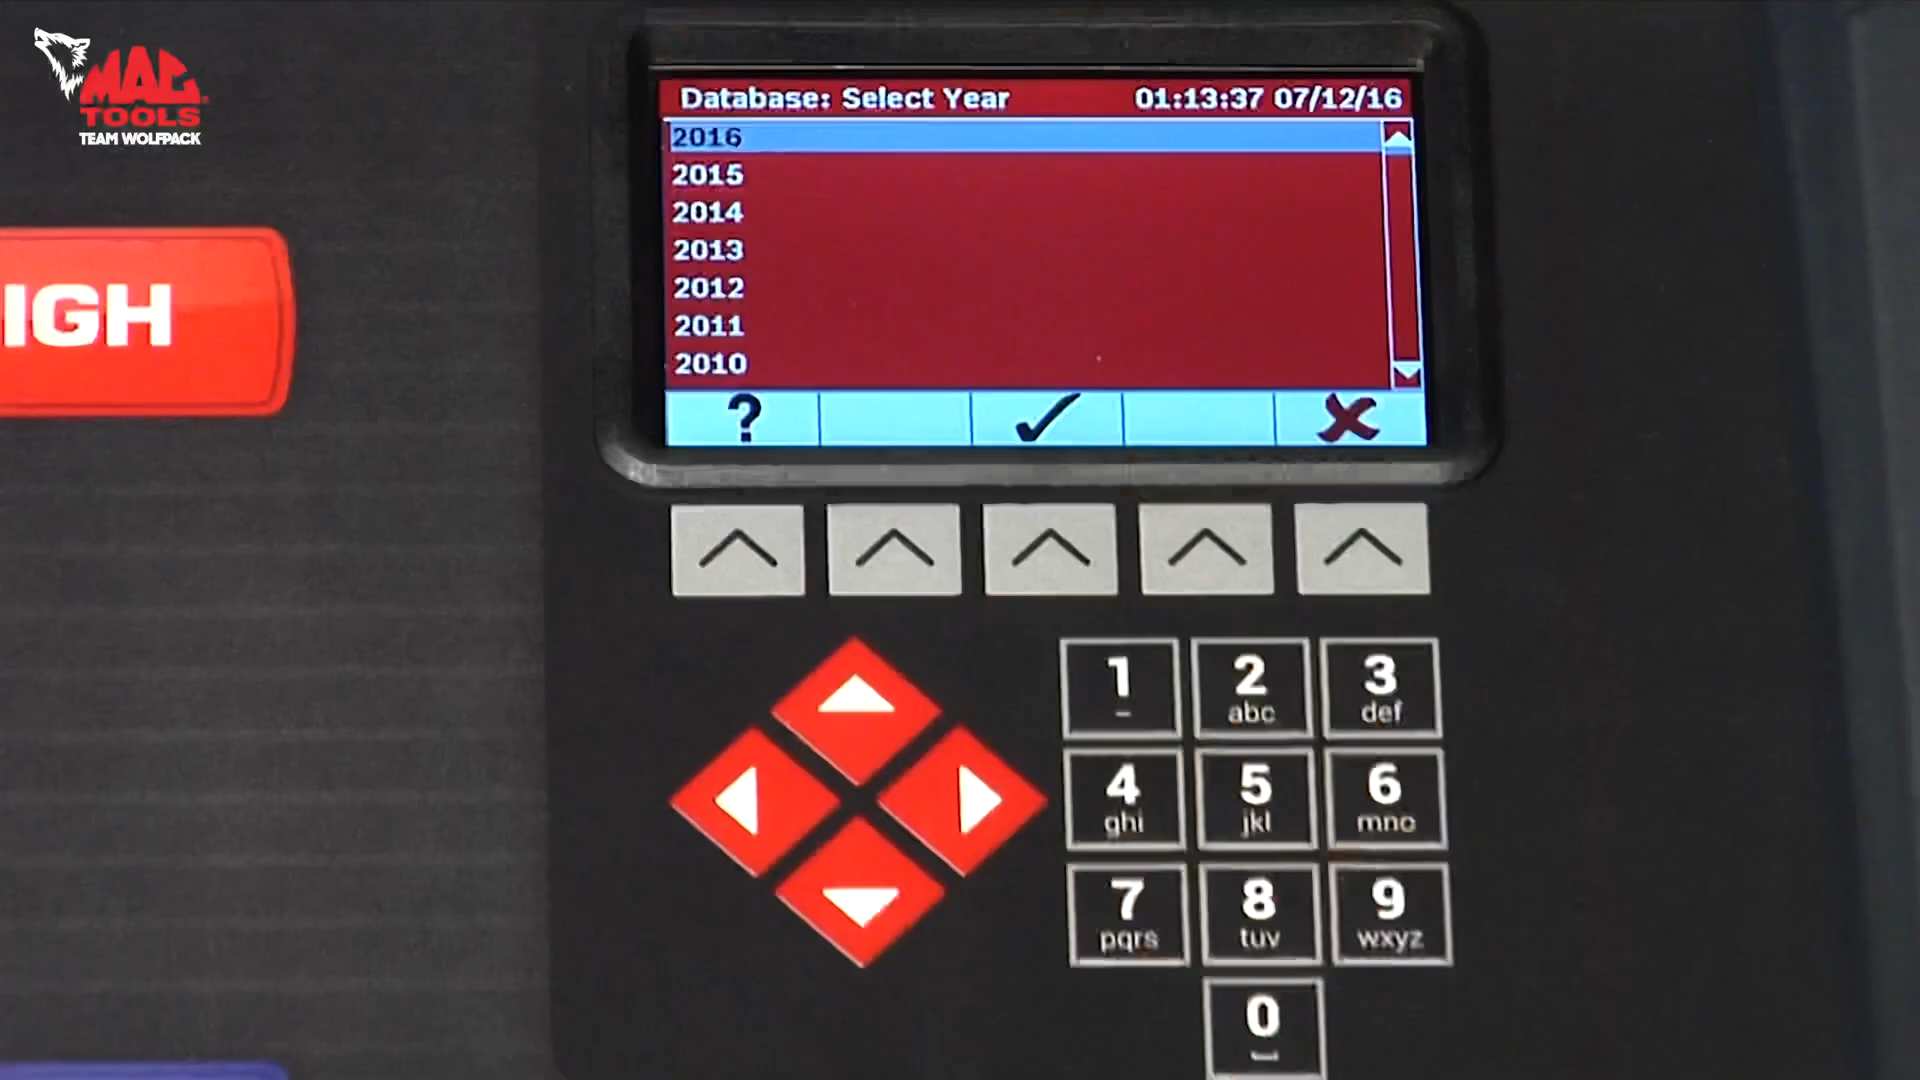 MAC
TOOLS
TEAM WOLFPACK
Database: Select Year 01:13:37 07/12/16
2016
2015
2014
2013
2012
2011
2010
?
IGH
1
2 abc
3 def
4 ghi
5 jkl
6 mno
7 pqrs
8 tuv
9 wxyz
0